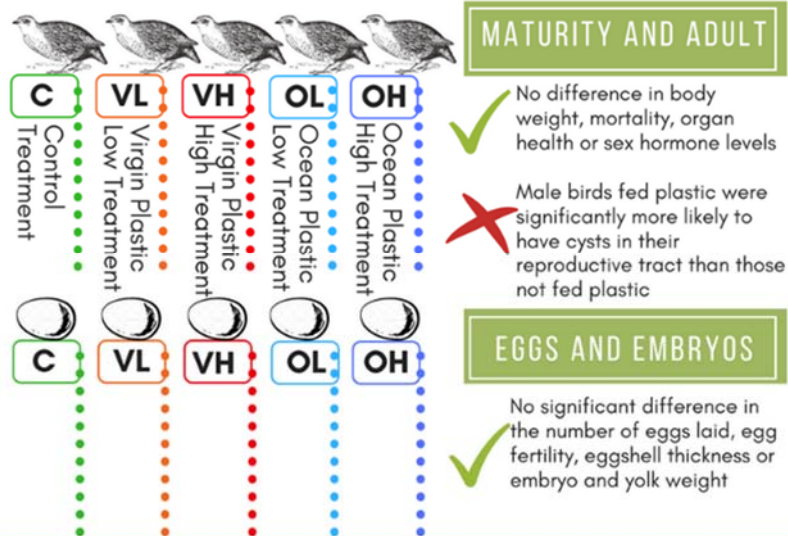 C
VL
VH
OL
OH
Control
Treatment
Virgin Plastic
Low Treatment
Virgin Plastic
High Treatment
Ocean Plastic
Low Treatment
Ocean Plastic
High Treatment
C
VL
VH
OL
OH
MATURITY AND ADULT
No difference in body
weight, mortality, organ
health or sex hormone levels
Male birds fed plastic were
significantly more likely to
have cysts in their
reproductive tract than those
not fed plastic
EGGS AND EMBRYOS
No significant difference in
the number of eggs laid, egg
fertility, eggshell thickness or
embryo and yolk weight